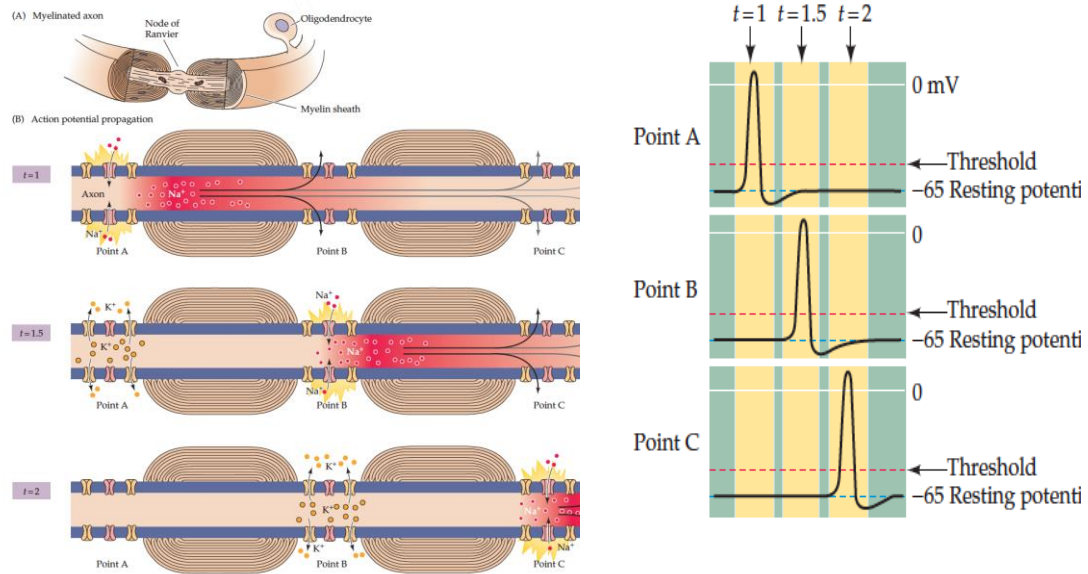 (A) Myelinated axon
Node of
Ranvier
Oligodendrocyte
Myelin sheath
(B) Action potential propagation
t=1
Axon
Na+
Na+
Point A
Point B
Point C
t=1.5
K+
K+
Na+
Na+
Na+
Point A
Point B
Point C
t=2
K+
K+
K+
Na+
Na+
Point A
Point B
Point C
t=1
t=1.5
t=2
Point A
0 mV
Threshold
–65 Resting potenti
Point B
0
Threshold
–65 Resting potenti
Point C
0
Threshold
–65 Resting potenti